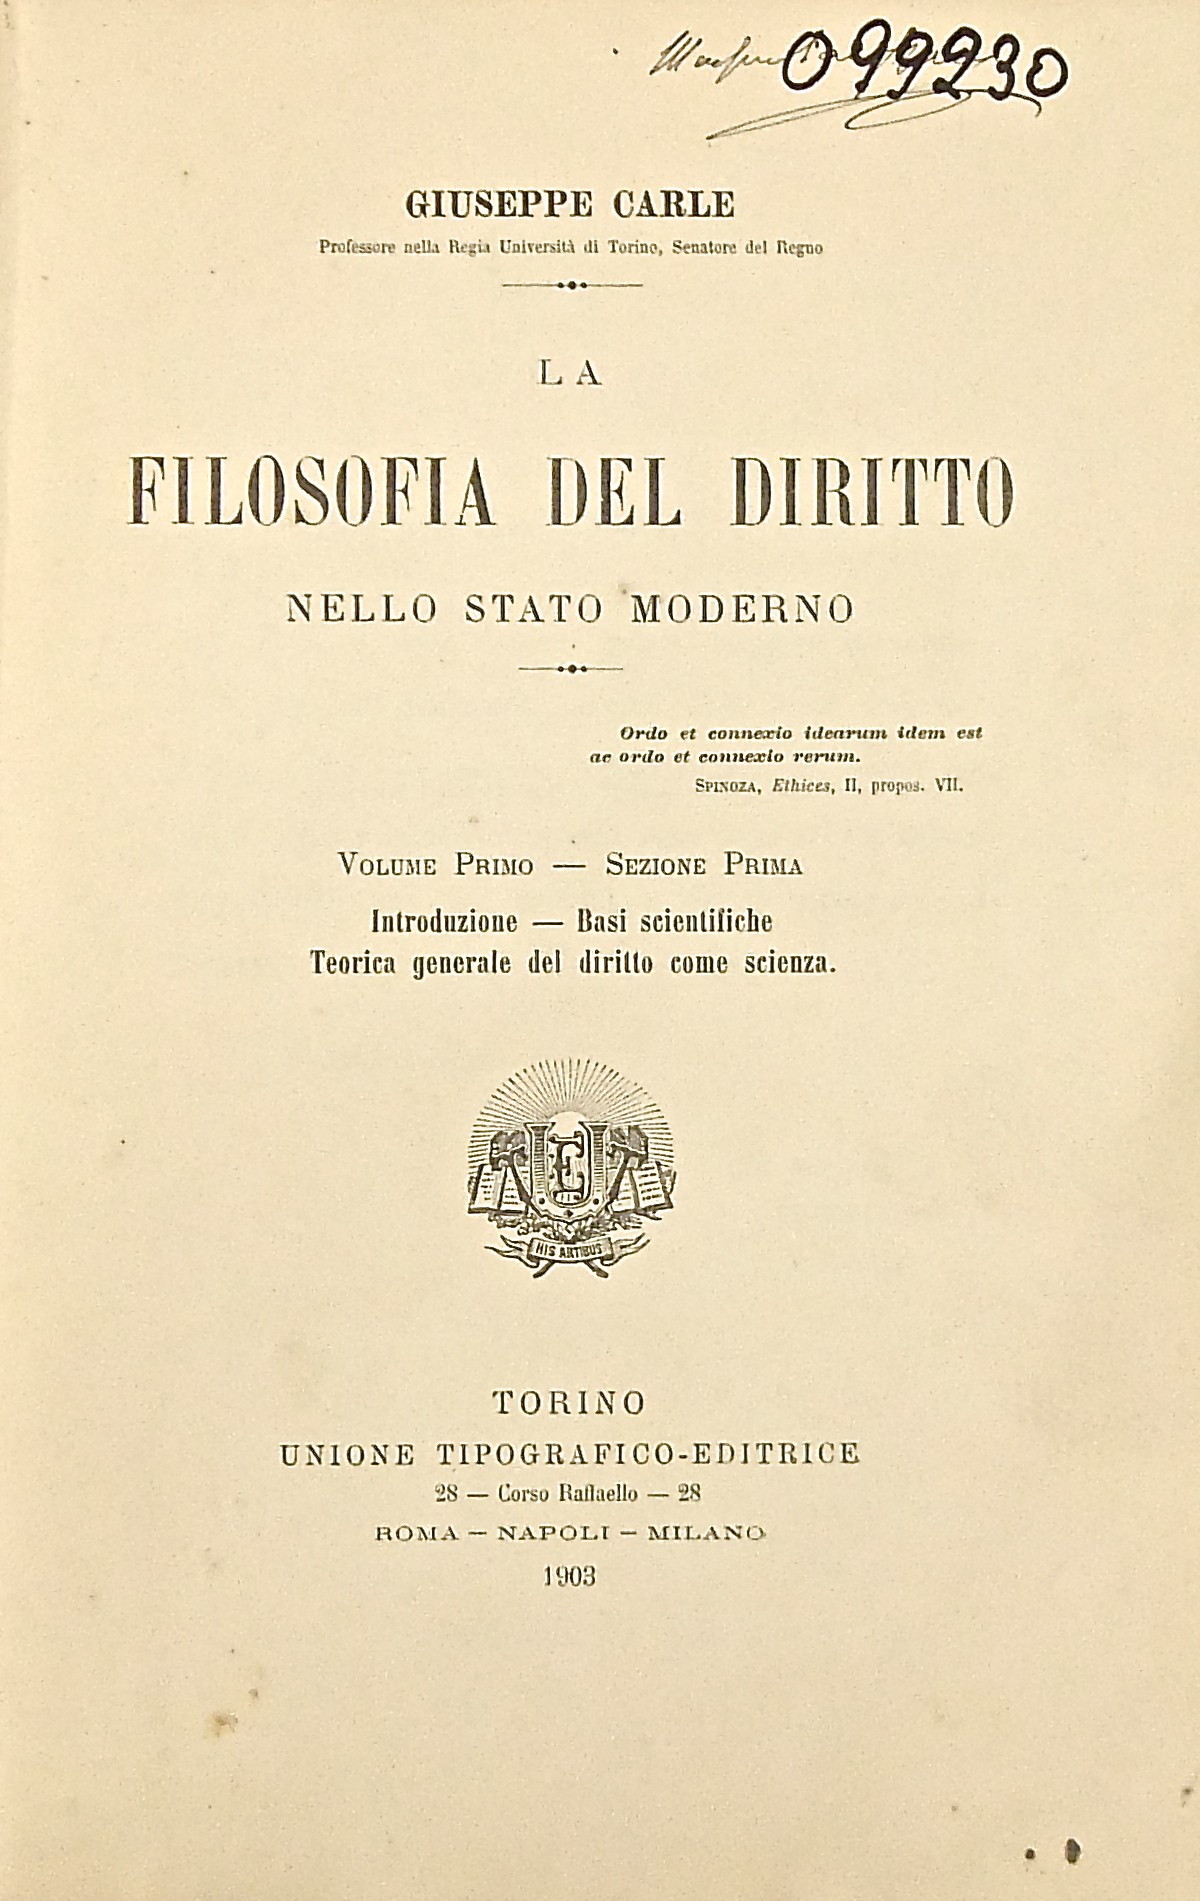 099230
GIUSEPPE CARLE
Professore nella Regia Università di Torino, Senatore del Regno
LA
FILOSOFIA DEL DIRITTO
NELLO STATO MODERNO
Ordo et connexio idearum idem est
ac ordo et connexio rerum.
SPINOZA, Ethices, II, propos. VII.
VOLUME PRIMO — SEZIONE PRIMA
Introduzione — Basi scientifiche
Teorica generale del diritto come scienza.
HIS ARTIBUS
TORINO
UNIONE TIPOGRAFICO-EDITRICE
28 — Corso Raffaello — 28
ROMA — NAPOLI — MILANO
1903